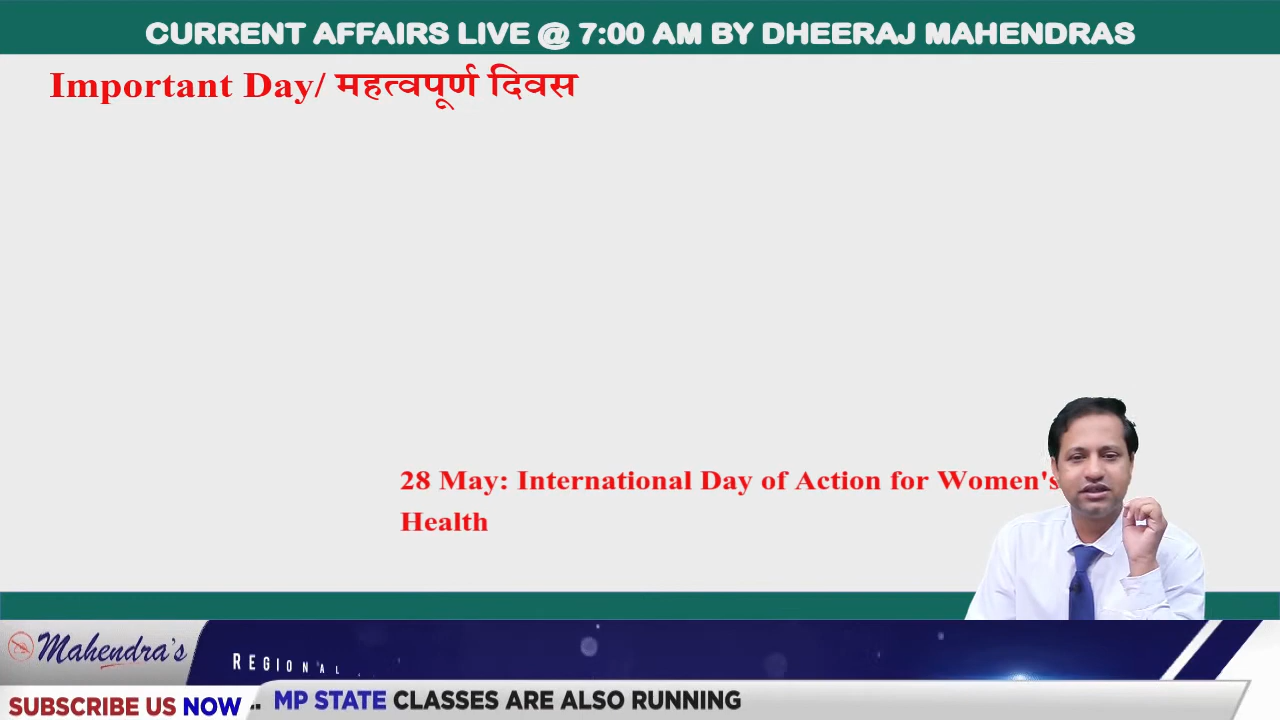 CURRENT AFFAIRS LIVE @ 7:00 AM BY DHEERAJ MAHENDRAS
Important Day/ महत्वपूर्ण दिवस
28 May: International Day of Action for Women's
Health
Mahendra's
REGIONAL
SUBSCRIBE US NOW
.. MP STATE CLASSES ARE ALSO RUNNING